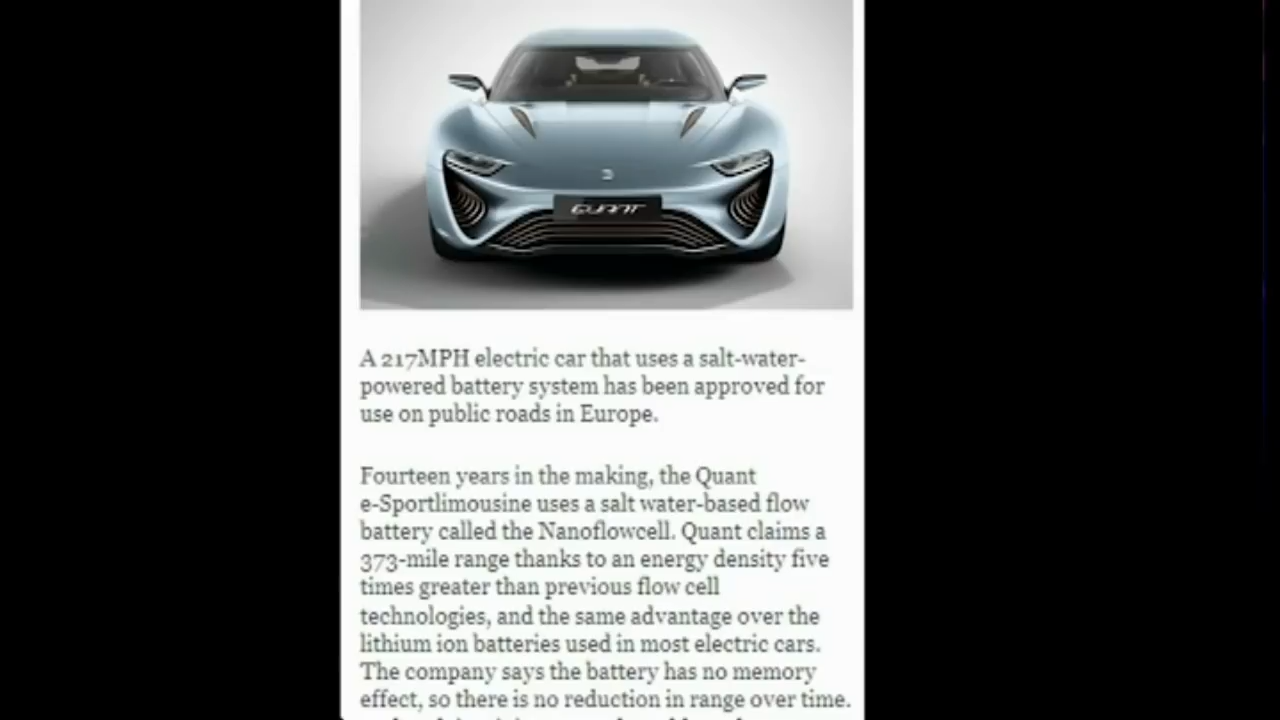 QUANT
A 217MPH electric car that uses a salt-water-
powered battery system has been approved for
use on public roads in Europe.
Fourteen years in the making, the Quant
e-Sportlimousine uses a salt water-based flow
battery called the Nanoflowcell. Quant claims a
373-mile range thanks to an energy density five
times greater than previous flow cell
technologies, and the same advantage over the
lithium ion batteries used in most electric cars.
The company says the battery has no memory
effect, so there is no reduction in range over time.